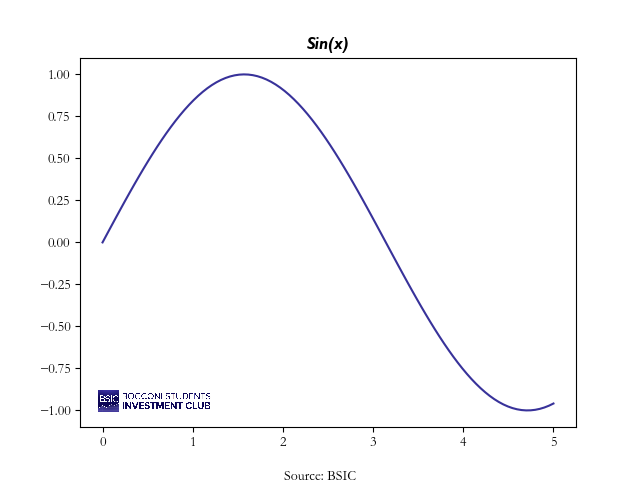 Sin(x)
1.00
0.75
0.50
0.25
0.00
−0.25
−0.50
−0.75
−1.00
BSIC
BOCCONI STUDENTS
INVESTMENT CLUB
0 1 2 3 4 5
Source: BSIC